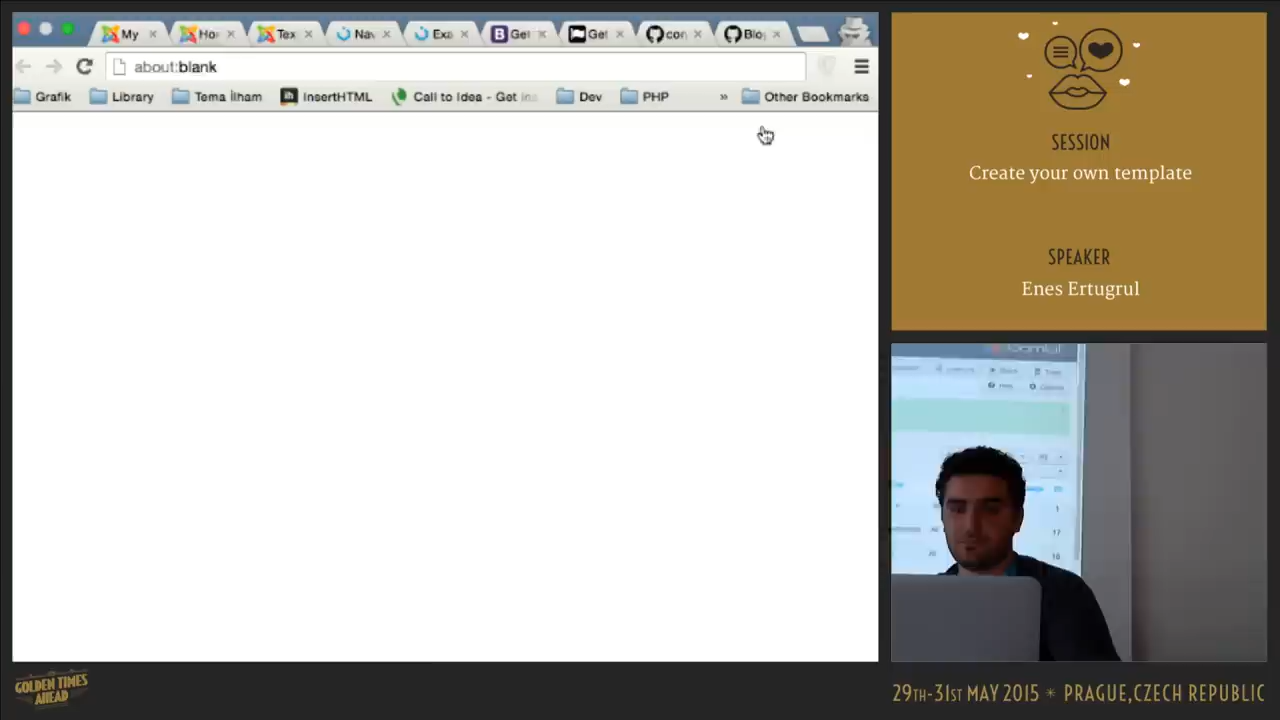 My
Ho
Tex
Nav
Exa
Get
Get
con
Blo
about:blank
Grafik
Library
Tema İlham
InsertHTML
Call to Idea - Get ins
Dev
PHP
»
Other Bookmarks
SESSION
Create your own template
SPEAKER
Enes Ertugrul
GOLDEN TIMES
AHEAD
29TH-31ST MAY 2015 * PRAGUE,CZECH REPUBLIC